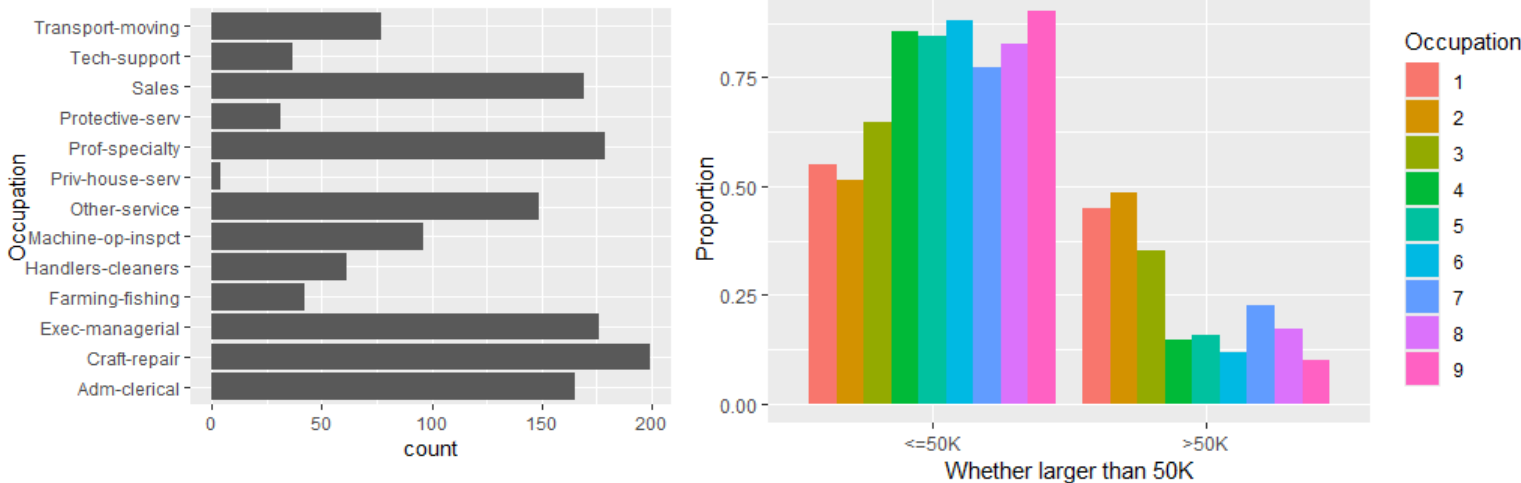 Transport-moving
Tech-support
Sales
Protective-serv
Prof-specialty
Priv-house-serv
Other-service
Machine-op-inspct
Handlers-cleaners
Farming-fishing
Exec-managerial
Craft-repair
Adm-clerical
Occupation
0 50 100 150 200
count
0.75
0.50
0.25
0.00
Proportion
<=50K >50K
Whether larger than 50K
Occupation
1
2
3
4
5
6
7
8
9